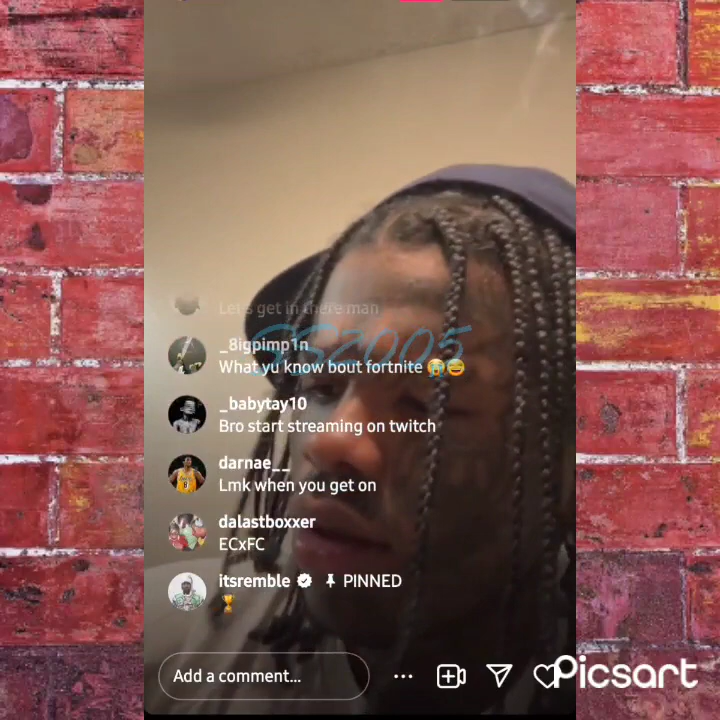 Let's get in there man
_8igpimp1n
SS2005
What yu know bout fortnite 😭😅
_babytay10
Bro start streaming on twitch
darnae__
Lmk when you get on
dalastboxxer
ECxFC
itsremble PINNED
🏆
Add a comment...
Picsart